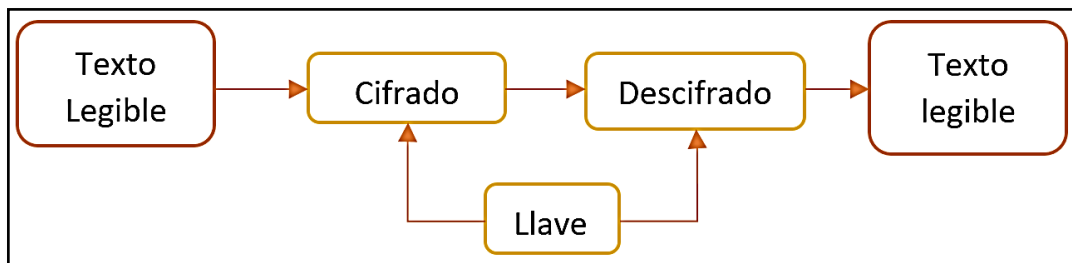 Texto
Legible
Cifrado
Descifrado
Texto
legible
Llave